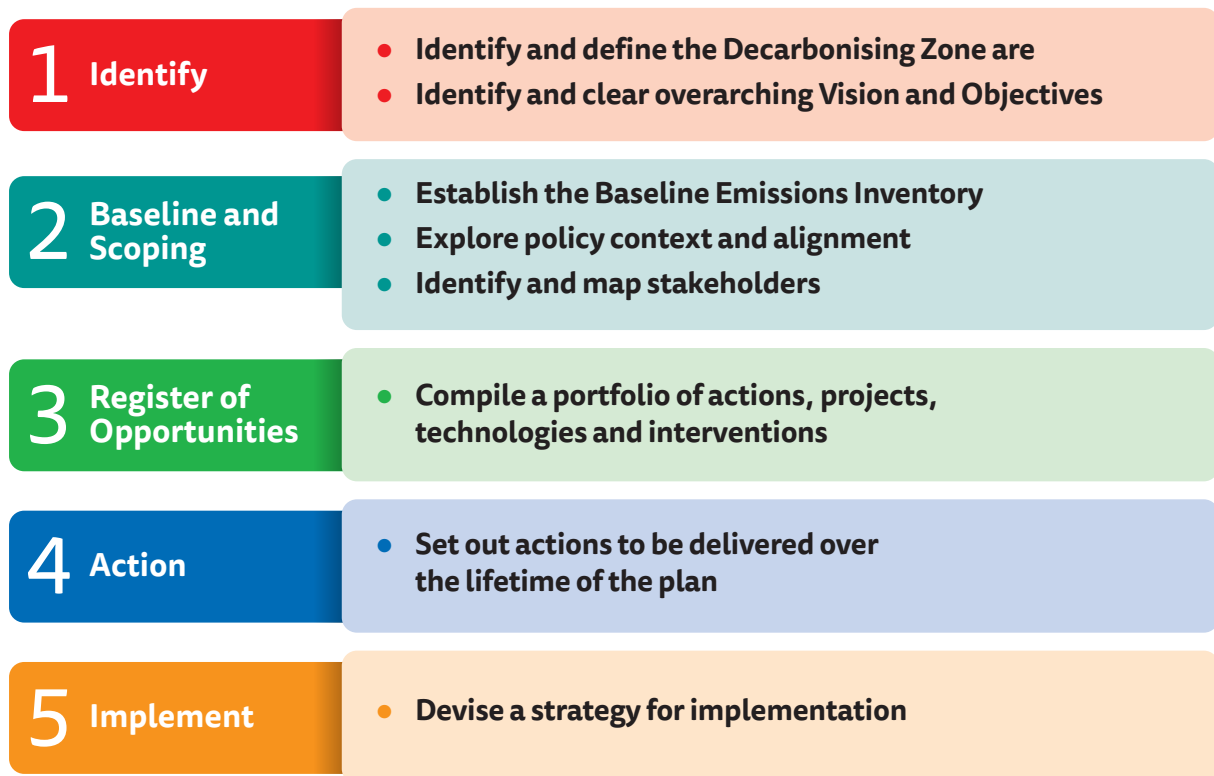 1 Identify
• Identify and define the Decarbonising Zone are
• Identify and clear overarching Vision and Objectives
2 Baseline and
Scoping
• Establish the Baseline Emissions Inventory
• Explore policy context and alignment
• Identify and map stakeholders
3 Register of
Opportunities
• Compile a portfolio of actions, projects,
technologies and interventions
4 Action
• Set out actions to be delivered over
the lifetime of the plan
5 Implement
• Devise a strategy for implementation